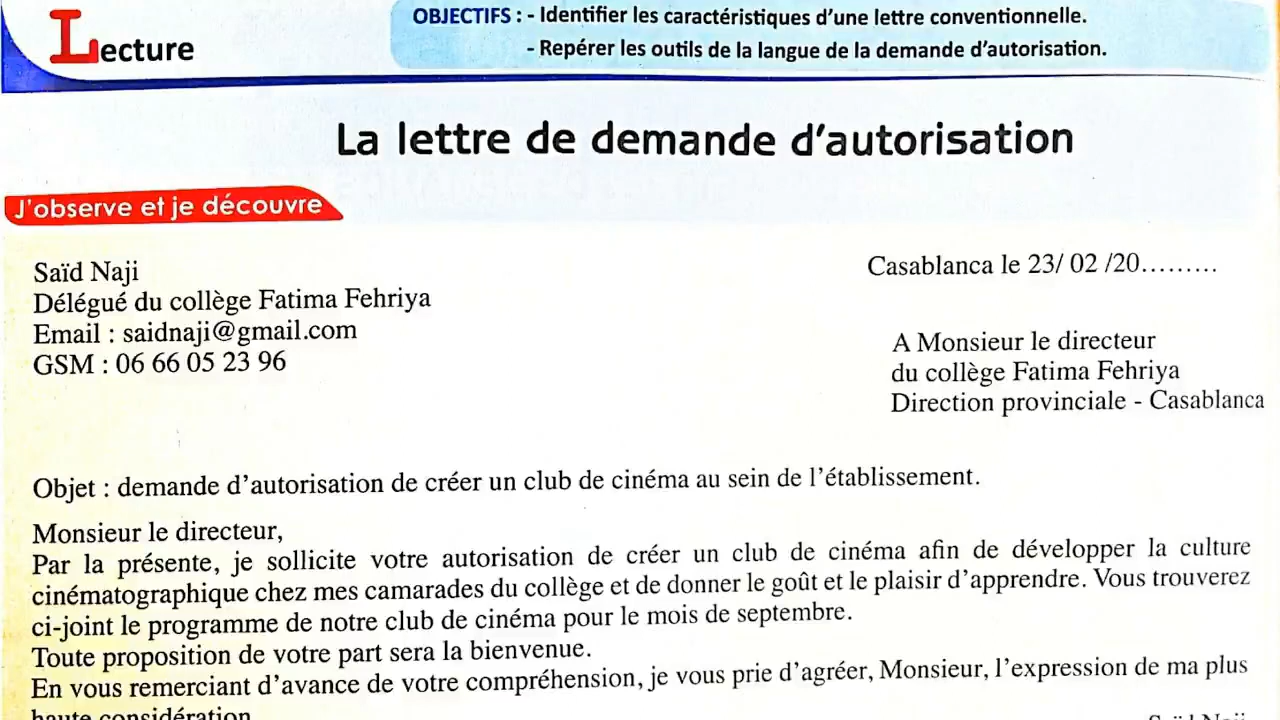 OBJECTIFS : - Identifier les caractéristiques d'une lettre conventionnelle.
- Repérer les outils de la langue de la demande d'autorisation.
Lecture
La lettre de demande d'autorisation
J'observe et je découvre
Saïd Naji
Délégué du collège Fatima Fehriya
Email : saidnaji@gmail.com
GSM : 06 66 05 23 96
Casablanca le 23/ 02 /20.........
A Monsieur le directeur
du collège Fatima Fehriya
Direction provinciale - Casablanca
Objet : demande d'autorisation de créer un club de cinéma au sein de l'établissement.
Monsieur le directeur,
Par la présente, je sollicite votre autorisation de créer un club de cinéma afin de développer la culture
cinématographique chez mes camarades du collège et de donner le goût et le plaisir d'apprendre. Vous trouverez
ci-joint le programme de notre club de cinéma pour le mois de septembre.
Toute proposition de votre part sera la bienvenue.
En vous remerciant d'avance de votre compréhension, je vous prie d'agréer, Monsieur, l'expression de ma plus
haute considération
Saïd Naji